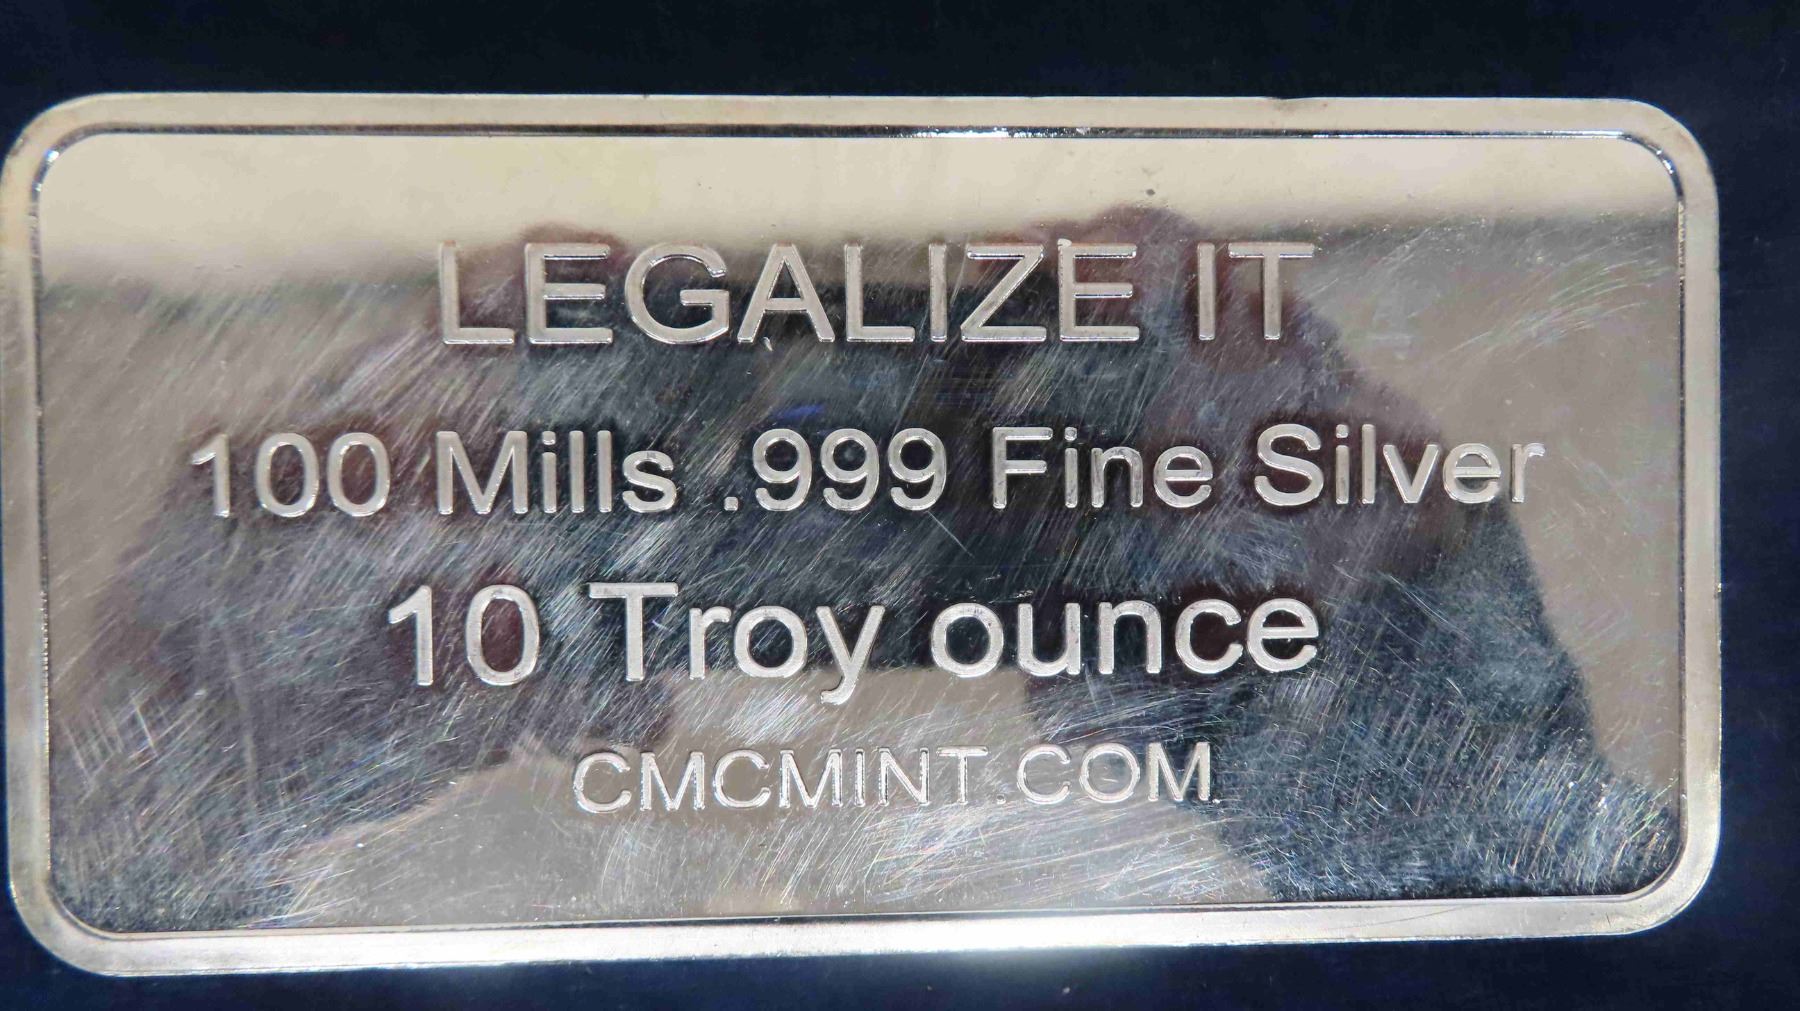 LEGALIZE IT
100 Mills .999 Fine Silver
10 Troy ounce
CMCMINT.COM